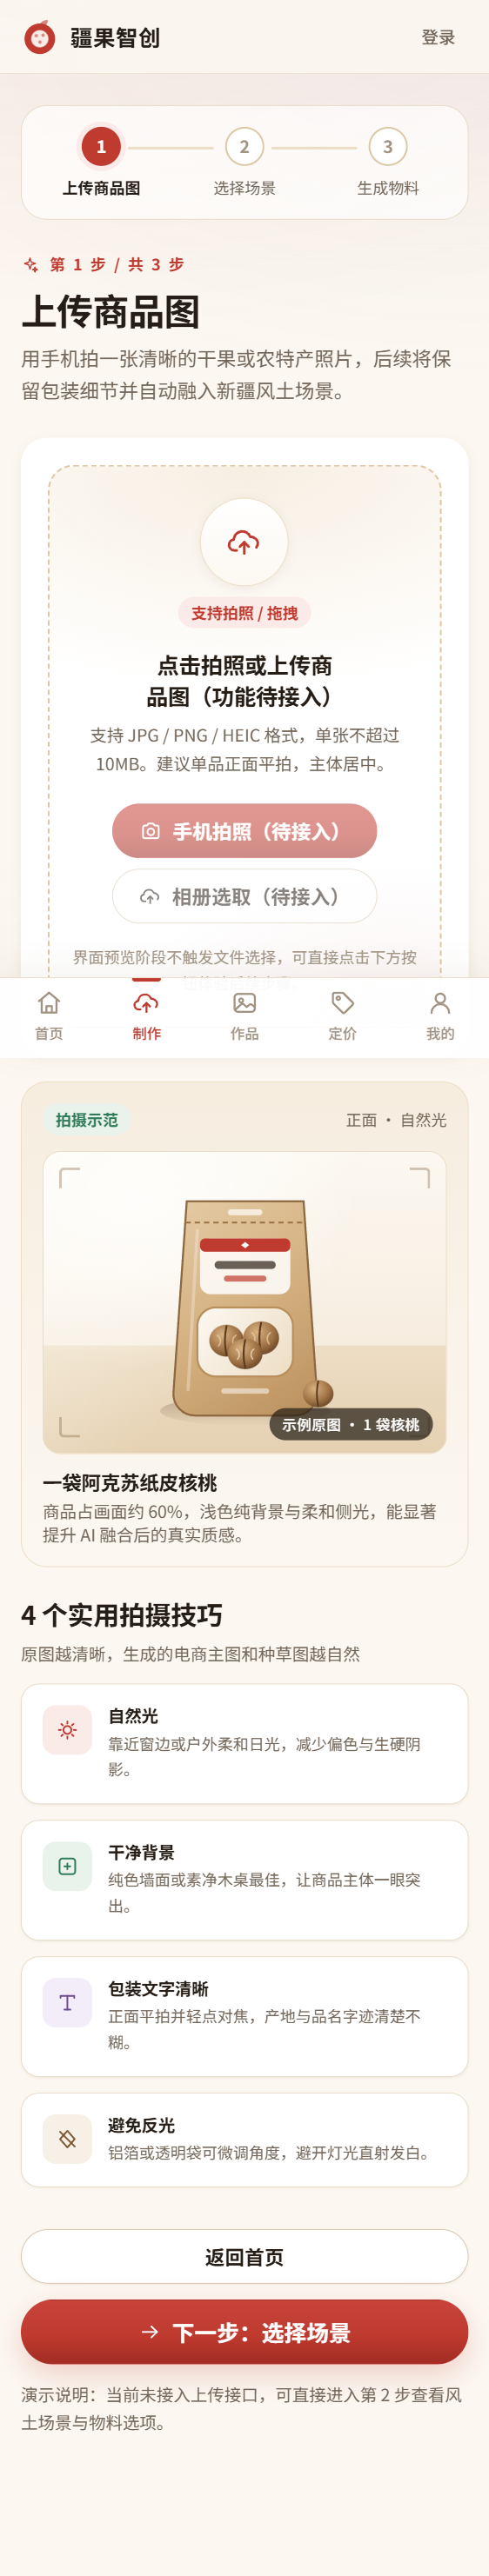 疆果智创
登录
1
2
3
上传商品图
选择场景
生成物料
第 1 步 / 共 3 步
上传商品图
用手机拍一张清晰的干果或农特产照片，后续将保
留包装细节并自动融入新疆风土场景。
支持拍照 / 拖拽
点击拍照或上传商
品图（功能待接入）
支持 JPG / PNG / HEIC 格式，单张不超过
10MB。建议单品正面平拍，主体居中。
手机拍照（待接入）
相册选取（待接入）
界面预览阶段不触发文件选择，可直接点击下方按
首页
制作
作品
定价
我的
拍摄示范
正面 · 自然光
示例原图 · 1 袋核桃
一袋阿克苏纸皮核桃
商品占画面约 60%，浅色纯背景与柔和侧光，能显著
提升 AI 融合后的真实质感。
4 个实用拍摄技巧
原图越清晰，生成的电商主图和种草图越自然
自然光
靠近窗边或户外柔和日光，减少偏色与生硬阴
影。
干净背景
纯色墙面或素净木桌最佳，让商品主体一眼突
出。
包装文字清晰
正面平拍并轻点对焦，产地与品名字迹清楚不
糊。
避免反光
铝箔或透明袋可微调角度，避开灯光直射发白。
返回首页
下一步：选择场景
演示说明：当前未接入上传接口，可直接进入第 2 步查看风
土场景与物料选项。